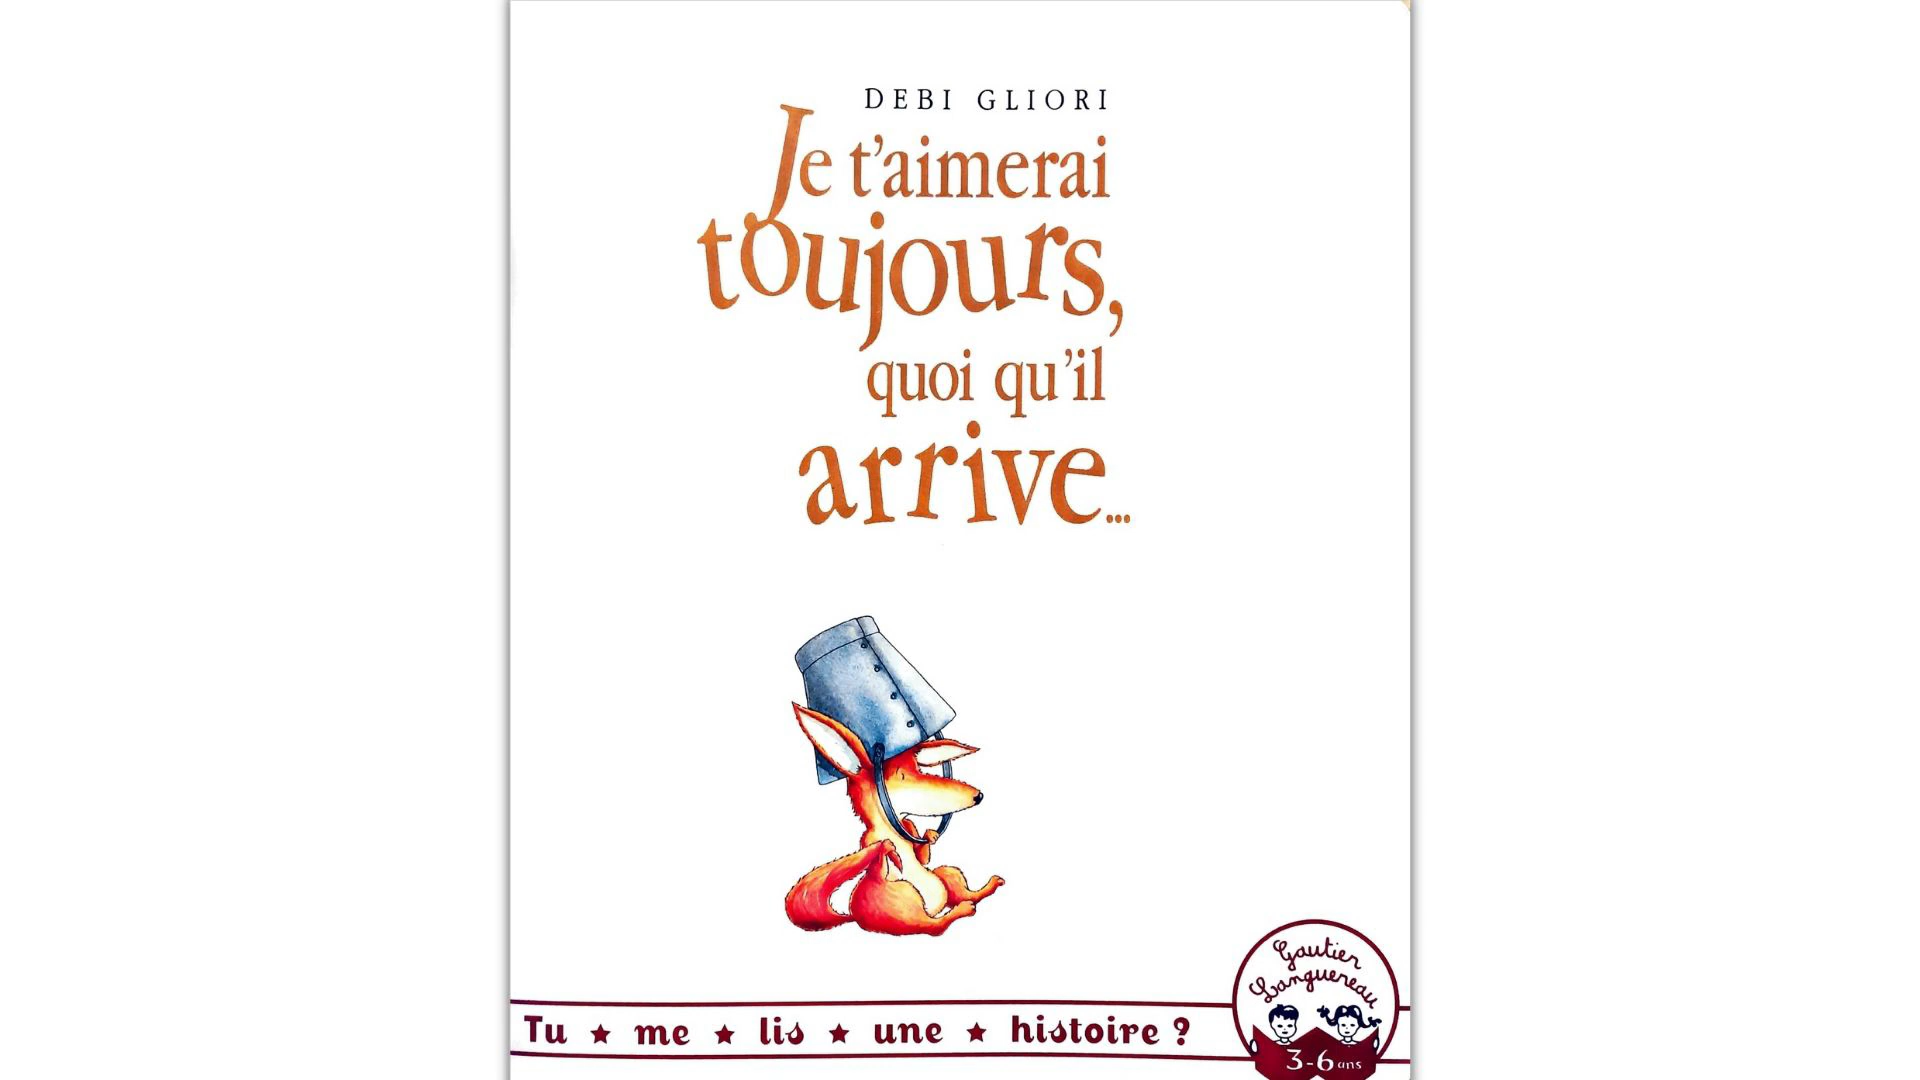 DEBI GLIORI
Je t'aimerai
toujours,
quoi qu'il
arrive...
Gautier
Languereau
Tu ★ me ★ lis ★ une ★ histoire ?
3-6 ans